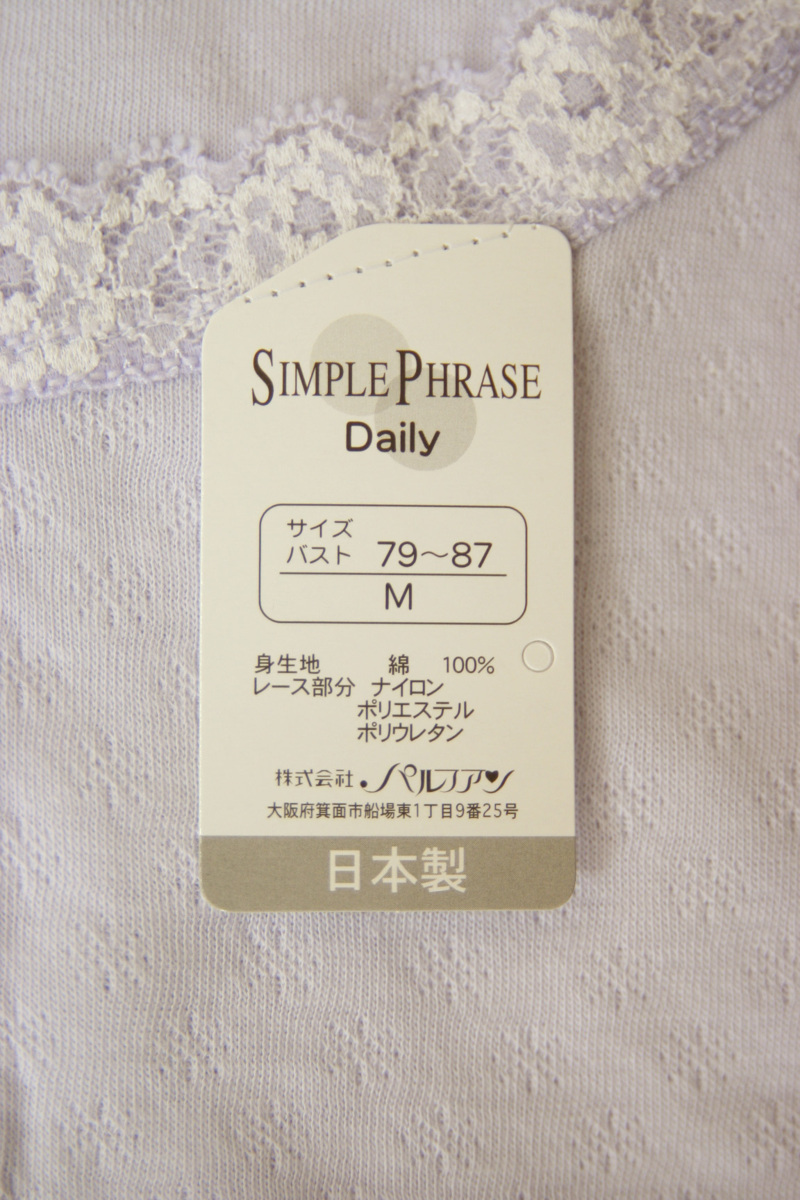 SIMPLE PHRASE
Daily
サイズ
バスト 79～87
M
身生地 綿 100%
レース部分 ナイロン
ポリエステル
ポリウレタン
株式会社 パルファン
大阪府箕面市船場東1丁目9番25号
日本製